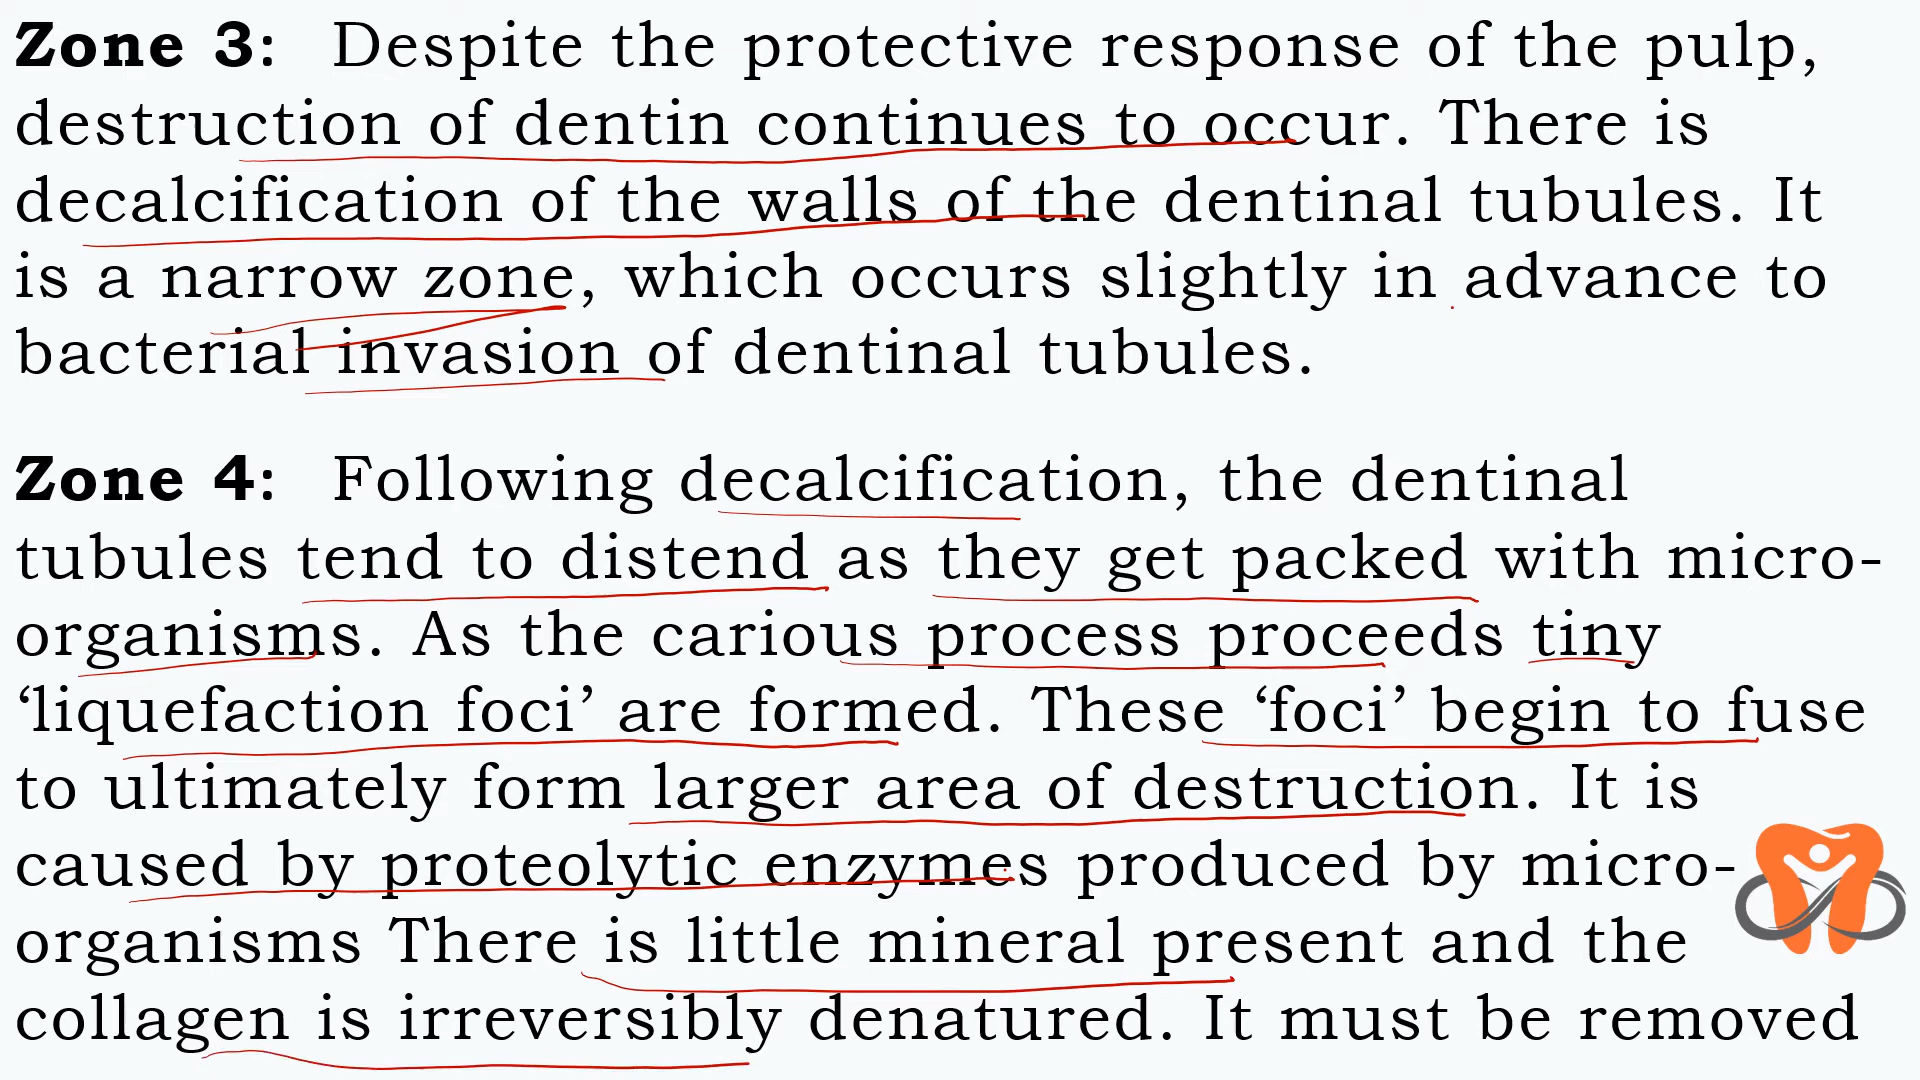 Zone 3: Despite the protective response of the pulp,
destruction of dentin continues to occur. There is
decalcification of the walls of the dentinal tubules. It
is a narrow zone, which occurs slightly in advance to
bacterial invasion of dentinal tubules.
Zone 4: Following decalcification, the dentinal
tubules tend to distend as they get packed with micro-
organisms. As the carious process proceeds tiny
‘liquefaction foci’ are formed. These ‘foci’ begin to fuse
to ultimately form larger area of destruction. It is
caused by proteolytic enzymes produced by micro-
organisms There is little mineral present and the
collagen is irreversibly denatured. It must be removed